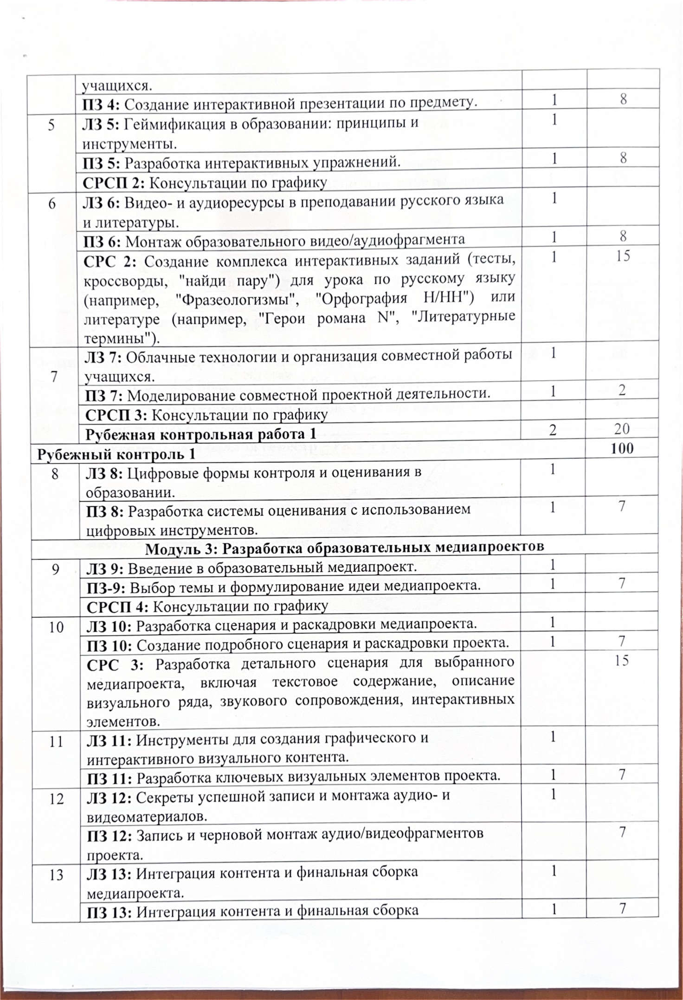 учащихся.
ПЗ 4: Создание интерактивной презентации по предмету. 1 8
5 ЛЗ 5: Геймификация в образовании: принципы и 1
инструменты.
ПЗ 5: Разработка интерактивных упражнений. 1 8
СРСП 2: Консультации по графику
6 ЛЗ 6: Видео- и аудиоресурсы в преподавании русского языка 1
и литературы.
ПЗ 6: Монтаж образовательного видео/аудиофрагмента 1 8
СРС 2: Создание комплекса интерактивных заданий (тесты, 1 15
кроссворды, "найди пару") для урока по русскому языку
(например, "Фразеологизмы", "Орфография Н/НН") или
литературе (например, "Герои романа N", "Литературные
термины").
ЛЗ 7: Облачные технологии и организация совместной работы 1
7 учащихся.
ПЗ 7: Моделирование совместной проектной деятельности. 1 2
СРСП 3: Консультации по графику
Рубежная контрольная работа 1 2 20
Рубежный контроль 1 100
8 ЛЗ 8: Цифровые формы контроля и оценивания в 1
образовании.
ПЗ 8: Разработка системы оценивания с использованием 1 7
цифровых инструментов.
Модуль 3: Разработка образовательных медиапроектов
9 ЛЗ 9: Введение в образовательный медиапроект. 1
ПЗ-9: Выбор темы и формулирование идеи медиапроекта. 1 7
СРСП 4: Консультации по графику
10 ЛЗ 10: Разработка сценария и раскадровки медиапроекта. 1
ПЗ 10: Создание подробного сценария и раскадровки проекта. 1 7
СРС 3: Разработка детального сценария для выбранного 15
медиапроекта, включая текстовое содержание, описание
визуального ряда, звукового сопровождения, интерактивных
элементов.
11 ЛЗ 11: Инструменты для создания графического и 1
интерактивного визуального контента.
ПЗ 11: Разработка ключевых визуальных элементов проекта. 1 7
12 ЛЗ 12: Секреты успешной записи и монтажа аудио- и 1
видеоматериалов.
ПЗ 12: Запись и черновой монтаж аудио/видеофрагментов 7
проекта.
13 ЛЗ 13: Интеграция контента и финальная сборка 1
медиапроекта.
ПЗ 13: Интеграция контента и финальная сборка 1 7